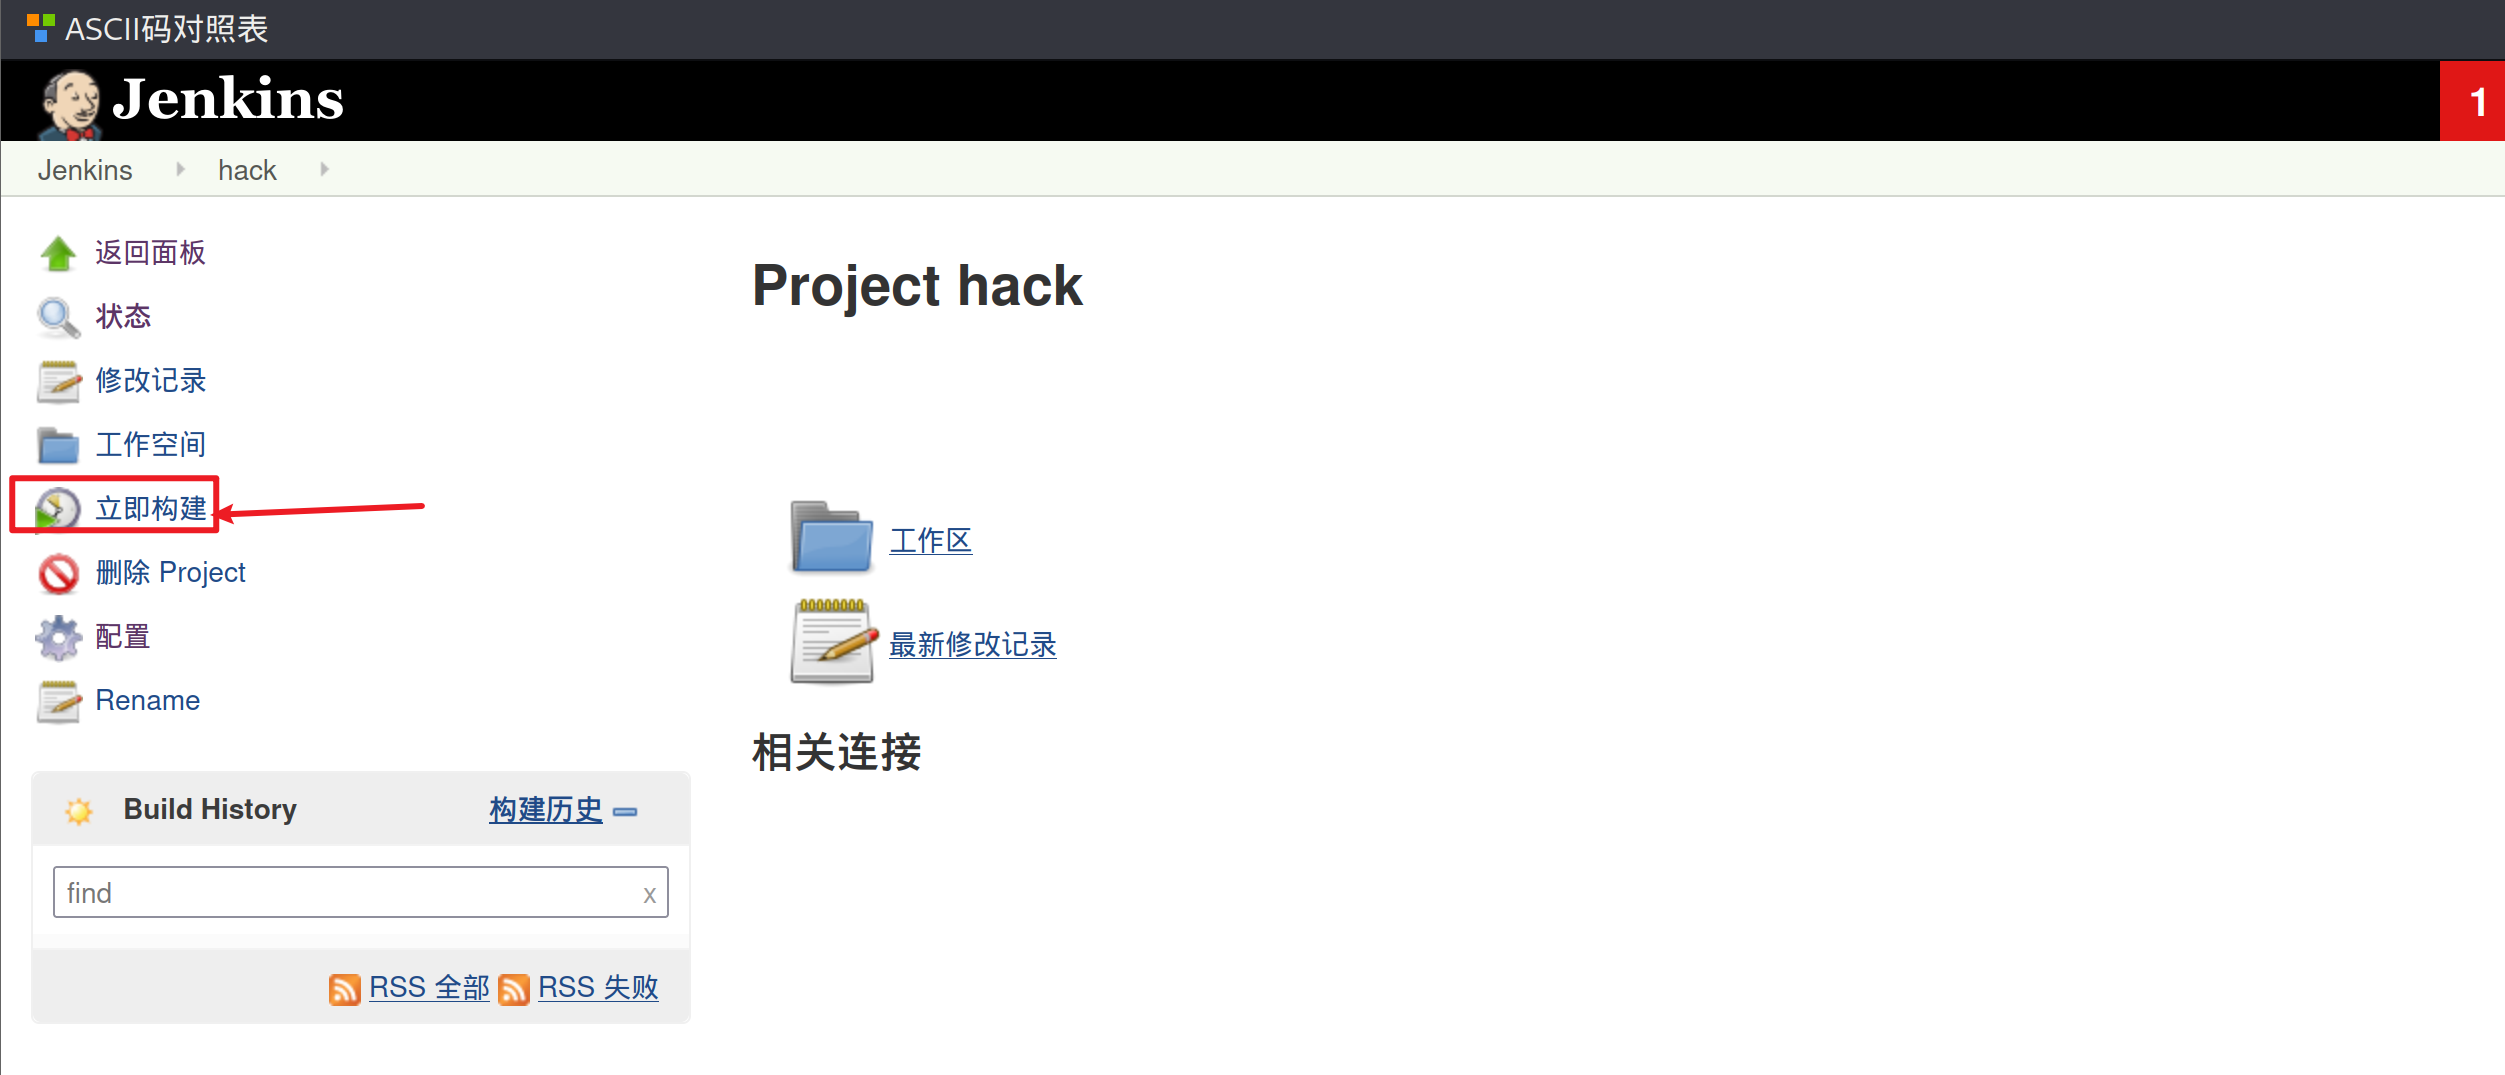 ASCII码对照表
Jenkins
1
Jenkins hack
返回面板
状态
修改记录
工作空间
立即构建
删除 Project
配置
Rename
Build History 构建历史
find x
RSS 全部 RSS 失败
Project hack
工作区
最新修改记录
相关连接